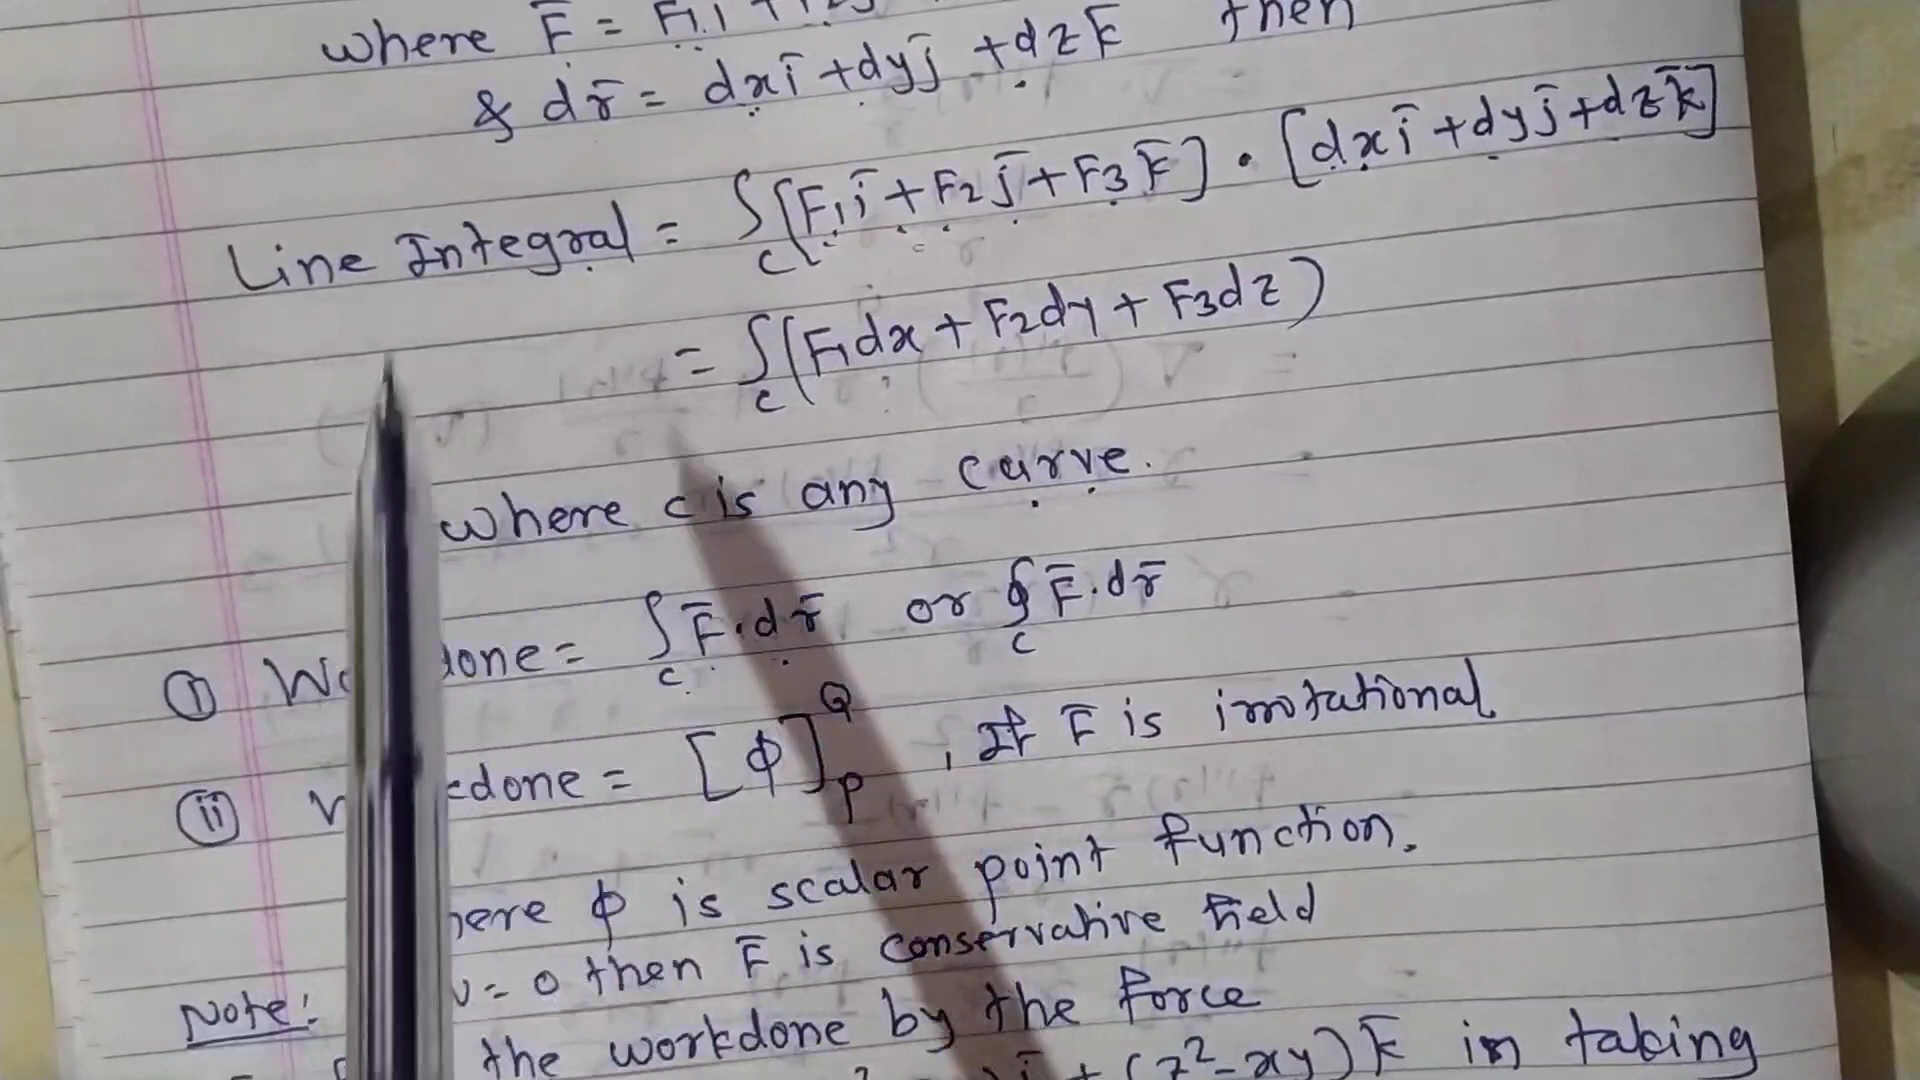 where F̄ =
& dr̄ = dxī + dyj̄ + dzk̄ then
Line Integral = ∫c [F1ī + F2j̄ + F3k̄] · [dxī + dyj̄ + dzk̄]
= ∫c (F1dx + F2dy + F3dz)
where c is any curve.
(i) done = ∫c F̄.dr̄ or ∮c F̄.dr̄
(ii) done = [ϕ]P^Q , If F̄ is irrotational
ϕ is scalar point function.
Note: = 0 then F̄ is conservative field
the workdone by the force
+ (z²-xy)k̄ in taking